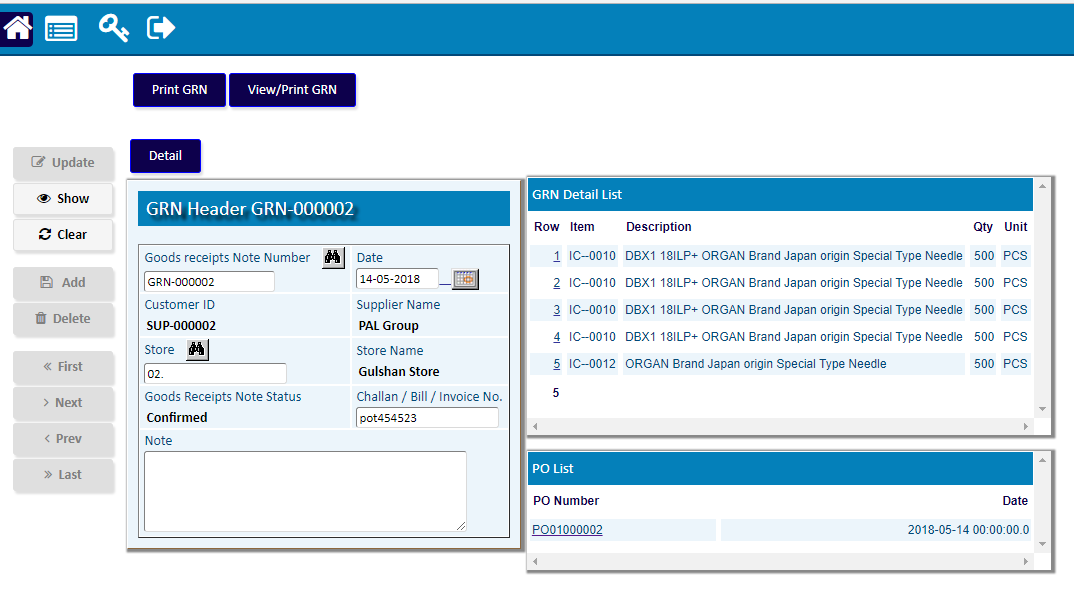 Print GRN View/Print GRN
Detail
Update
Show
Clear
Add
Delete
« First
> Next
< Prev
» Last
GRN Header GRN-000002
Goods receipts Note Number Date
GRN-000002 14-05-2018
Customer ID Supplier Name
SUP-000002 PAL Group
Store Store Name
02. Gulshan Store
Goods Receipts Note Status Challan / Bill / Invoice No.
Confirmed pot454523
Note
GRN Detail List
Row Item Description Qty Unit
1 IC--0010 DBX1 18ILP+ ORGAN Brand Japan origin Special Type Needle 500 PCS
2 IC--0010 DBX1 18ILP+ ORGAN Brand Japan origin Special Type Needle 500 PCS
3 IC--0010 DBX1 18ILP+ ORGAN Brand Japan origin Special Type Needle 500 PCS
4 IC--0010 DBX1 18ILP+ ORGAN Brand Japan origin Special Type Needle 500 PCS
5 IC--0012 ORGAN Brand Japan origin Special Type Needle 500 PCS
5
PO List
PO Number Date
PO01000002 2018-05-14 00:00:00.0